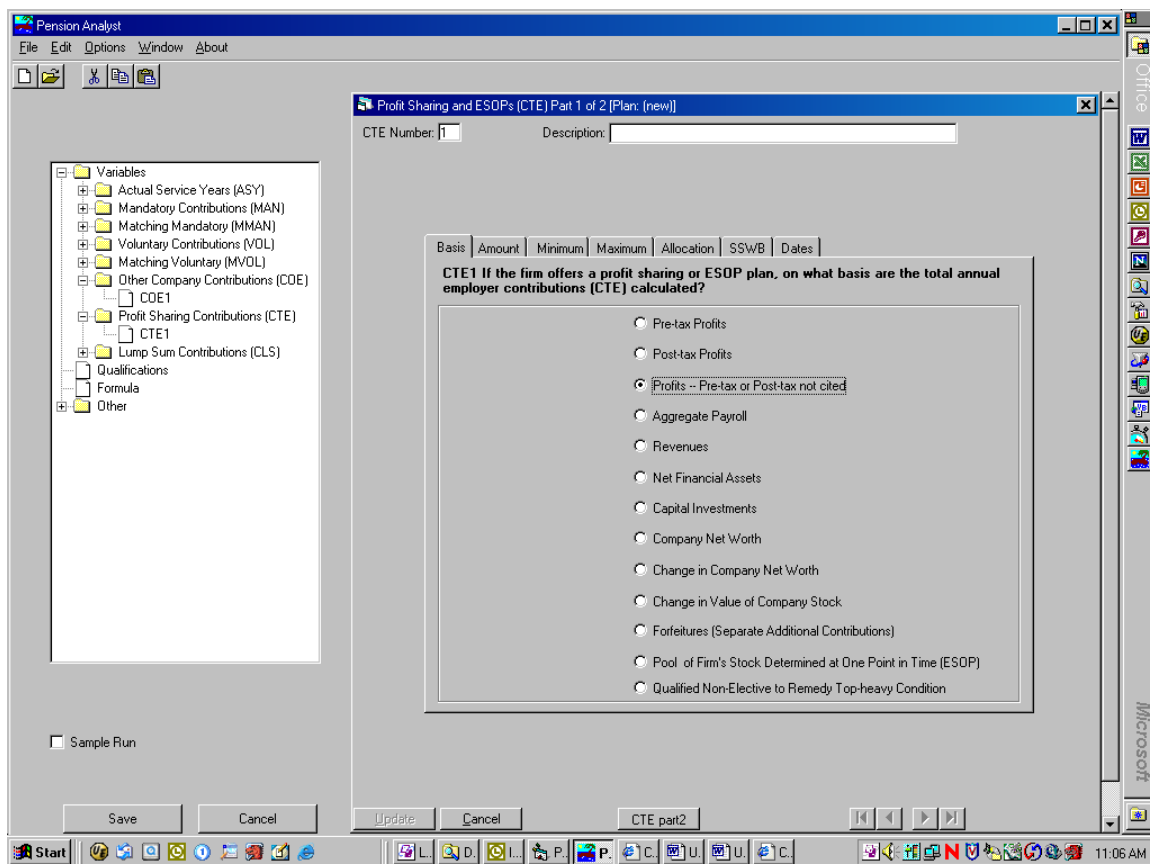 Pension Analyst
File Edit Options Window About
Office
Profit Sharing and ESOPs (CTE) Part 1 of 2 [Plan: (new)]
CTE Number: 1 Description:
Variables
Actual Service Years (ASY)
Mandatory Contributions (MAN)
Matching Mandatory (MMAN)
Voluntary Contributions (VOL)
Matching Voluntary (MVOL)
Other Company Contributions (COE)
COE1
Profit Sharing Contributions (CTE)
CTE1
Lump Sum Contributions (CLS)
Qualifications
Formula
Other
Basis Amount Minimum Maximum Allocation SSWB Dates
CTE1 If the firm offers a profit sharing or ESOP plan, on what basis are the total annual
employer contributions (CTE) calculated?
Pre-tax Profits
Post-tax Profits
Profits -- Pre-tax or Post-tax not cited
Aggregate Payroll
Revenues
Net Financial Assets
Capital Investments
Company Net Worth
Change in Company Net Worth
Change in Value of Company Stock
Forfeitures (Separate Additional Contributions)
Pool of Firm's Stock Determined at One Point in Time (ESOP)
Qualified Non-Elective to Remedy Top-heavy Condition
Microsoft
Sample Run
Save Cancel
Update Cancel CTE part2
Start L... D... I... P... P. C... U... U... C... 11:06 AM